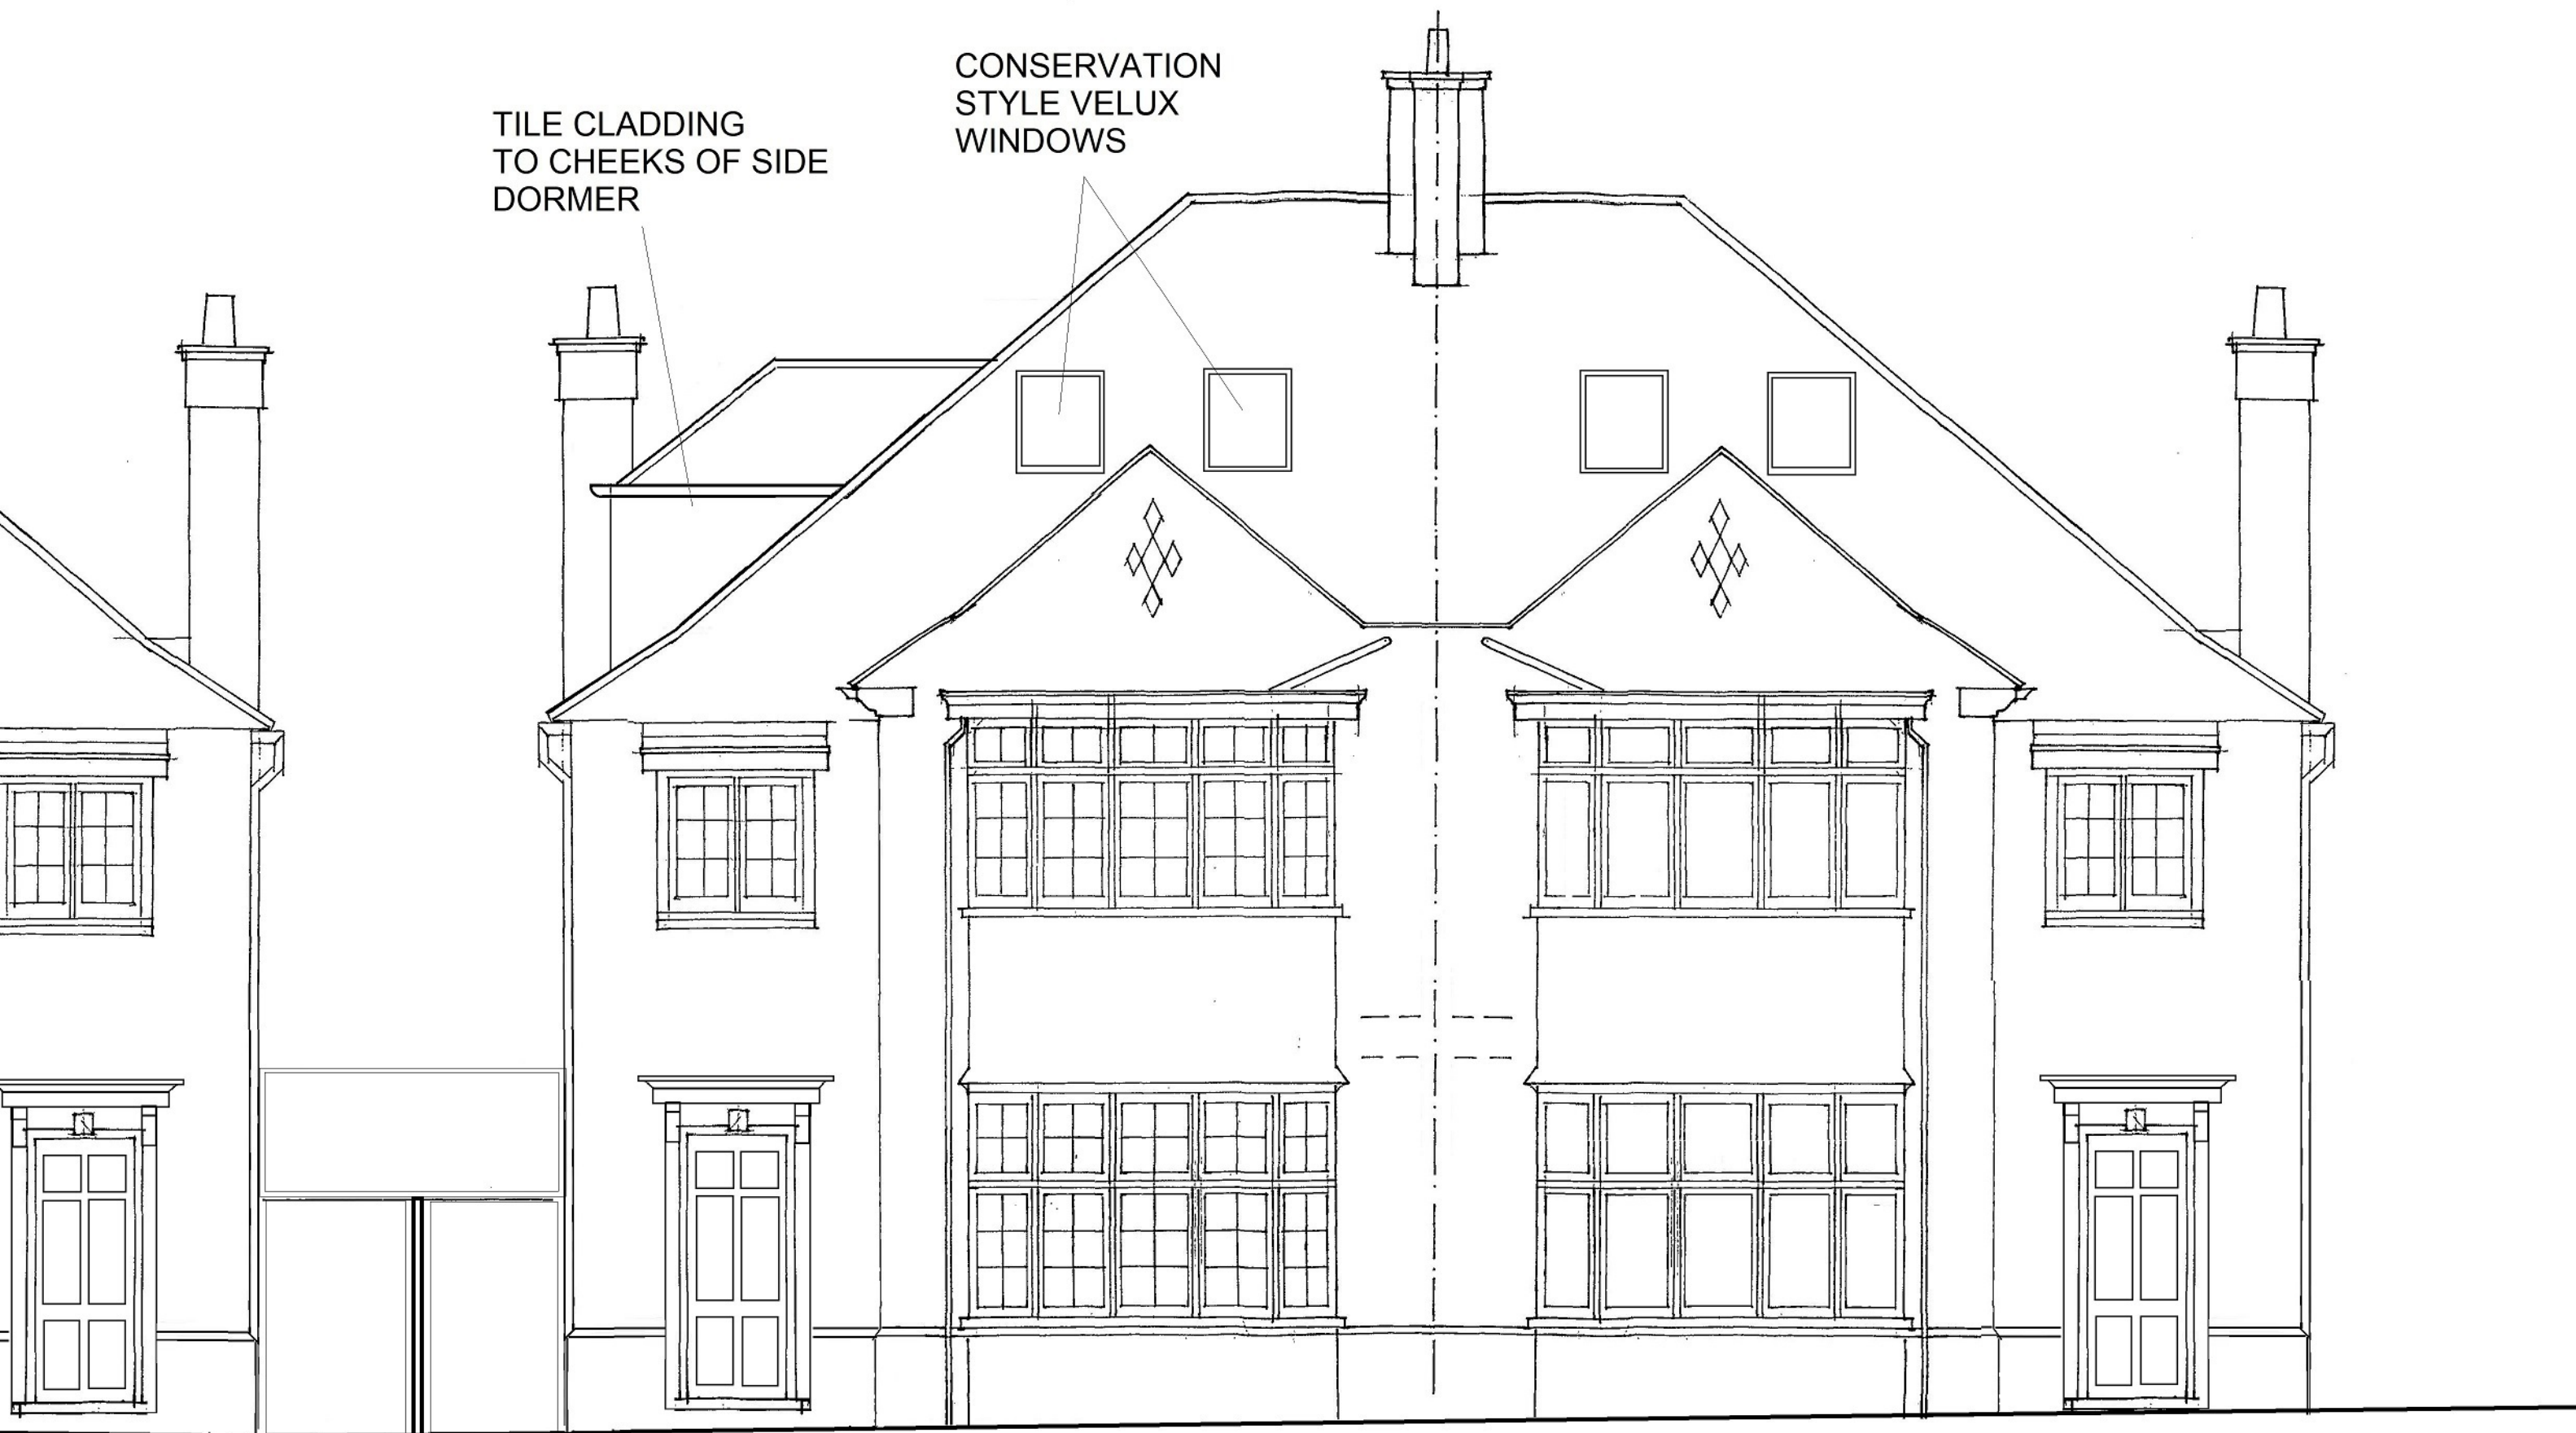 TILE CLADDING
TO CHEEKS OF SIDE
DORMER
CONSERVATION
STYLE VELUX
WINDOWS